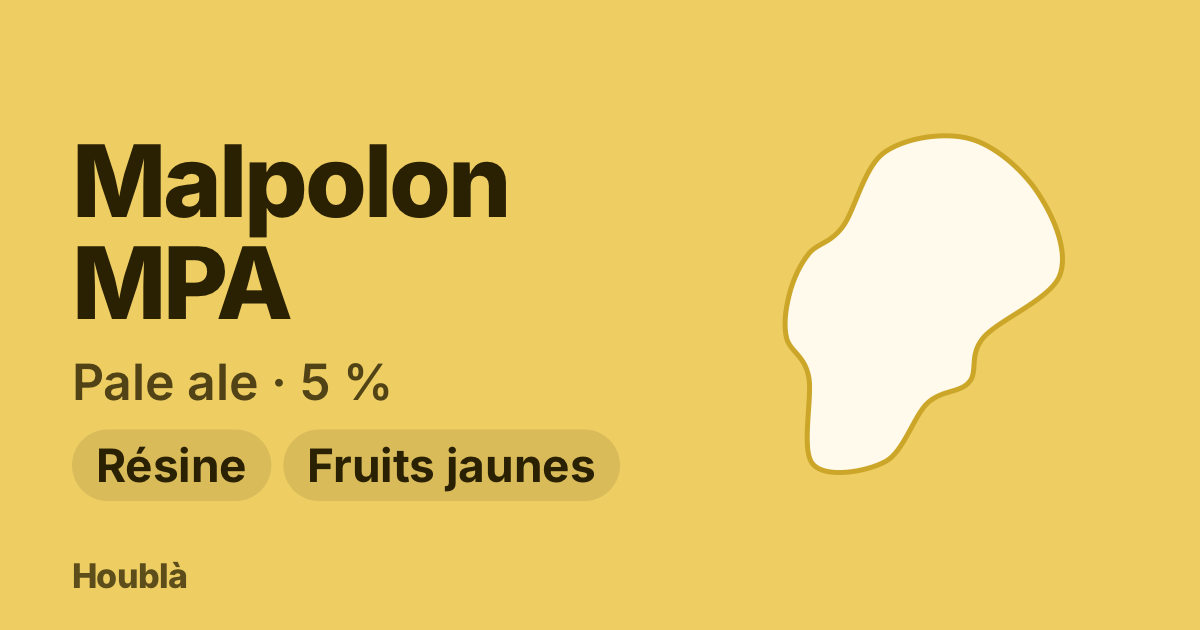 Malpolon
MPA
Pale ale · 5 %
Résine Fruits jaunes
Houblà